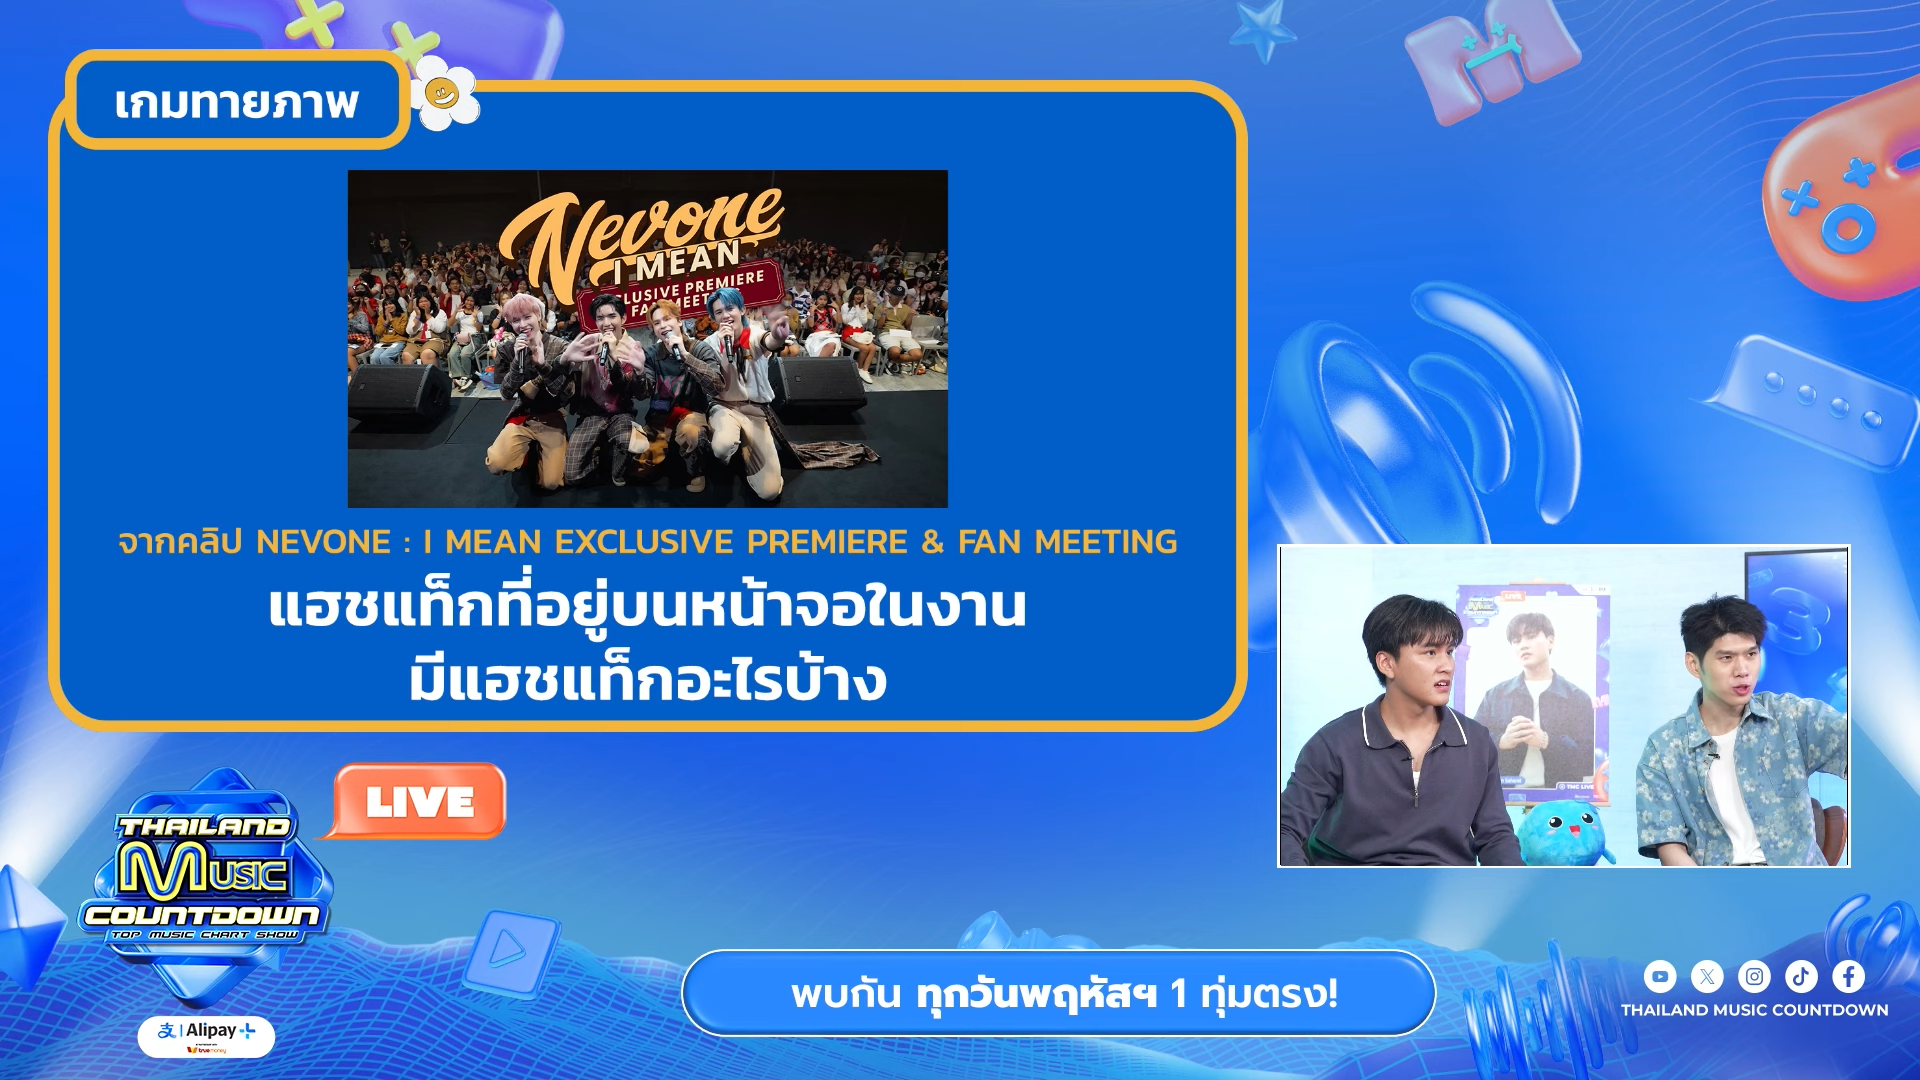 เกมทายภาพ
Nevone
I MEAN
EXCLUSIVE PREMIERE
จากคลิป NEVONE : I MEAN EXCLUSIVE PREMIERE & FAN MEETING
แฮชแท็กที่อยู่บนหน้าจอในงาน
มีแฮชแท็กอะไรบ้าง
LIVE
THAILAND
MUSIC
COUNTDOWN
TOP MUSIC CHART SHOW
支 | Alipay+
truemoney
พบกัน ทุกวันพฤหัสฯ 1 ทุ่มตรง!
THAILAND MUSIC COUNTDOWN